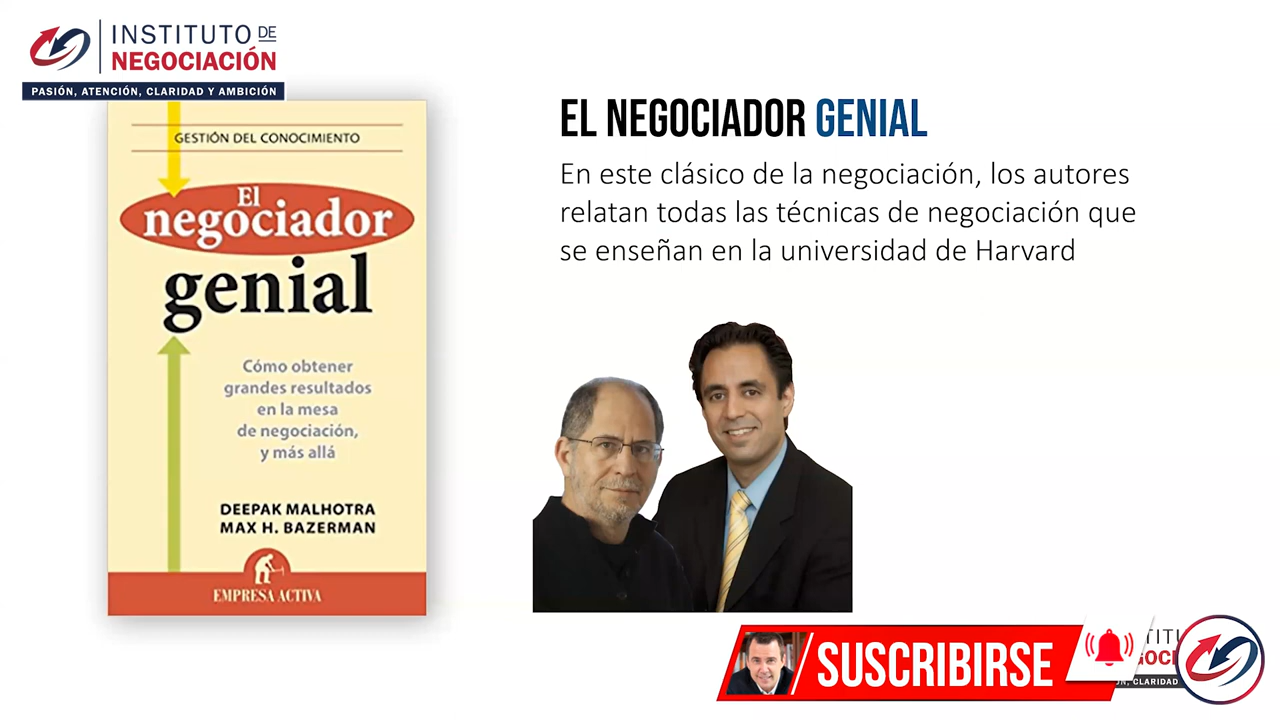 INSTITUTO DE
NEGOCIACIÓN
PASIÓN, ATENCIÓN, CLARIDAD Y AMBICIÓN
GESTIÓN DEL CONOCIMIENTO
El
negociador
genial
Cómo obtener
grandes resultados
en la mesa
de negociación,
y más allá
DEEPAK MALHOTRA
MAX H. BAZERMAN
EMPRESA ACTIVA
EL NEGOCIADOR GENIAL
En este clásico de la negociación, los autores
relatan todas las técnicas de negociación que
se enseñan en la universidad de Harvard
SUSCRIBIRSE
CLARIDAD